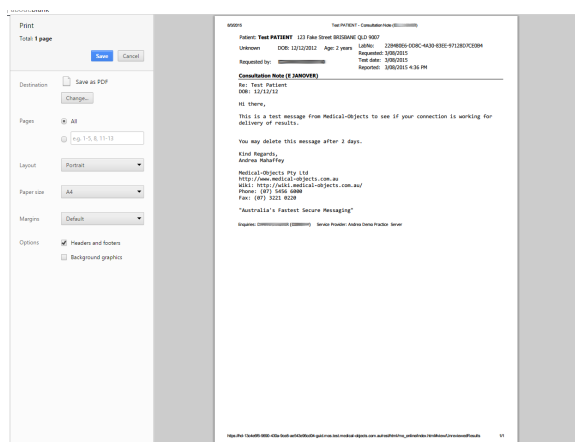 Print
Total: 1 page
Save Cancel
Destination Save as PDF
Change...
Pages All
e.g. 1-5, 8, 11-13
Layout Portrait
Paper size A4
Margins Default
Options Headers and footers
Background graphics
Test PATIENT - Consultation Note
Patient: Test PATIENT 123 Fake Street BRISBANE QLD 9007
Unknown DOB: 12/12/2012 Age: 2 years LabNo:
Requested: 3/08/2015
Requested by: Test date: 3/08/2015
Reported: 3/08/2015 4:36 PM
Consultation Note (E JANOVER)
Re: Test Patient
DOB: 12/12/12
Hi there,
This is a test message from Medical-Objects to see if your connection is working for
delivery of results.
You may delete this message after 2 days.
Kind Regards,
Andrea Mahaffey
Medical-Objects Pty Ltd
http://www.medical-objects.com.au
Wiki: http://wiki.medical-objects.com.au/
Phone: (07) 5456 6000
Fax: (07) 3221 0220
"Australia's Fastest Secure Messaging"
Enquiries: Service Provider: Andrea Demo Practice Server
1/1